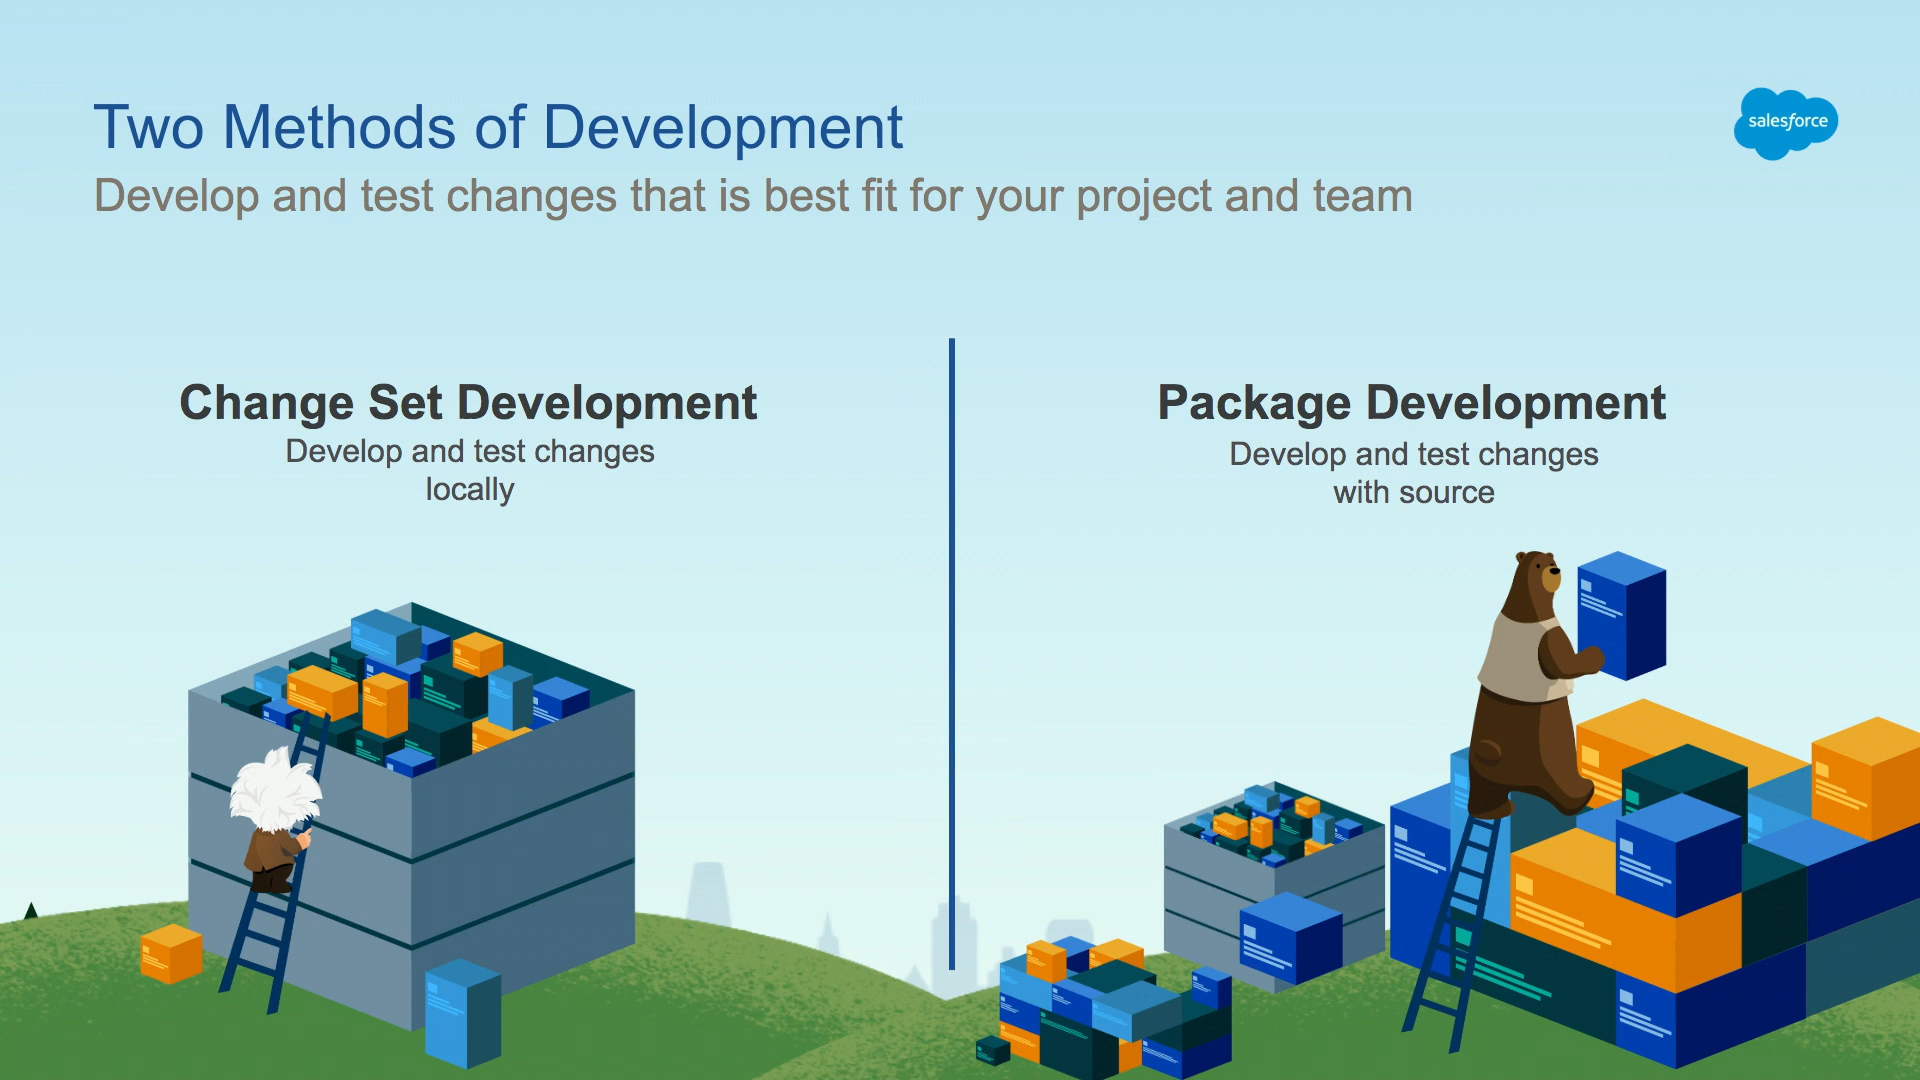 Two Methods of Development
salesforce
Develop and test changes that is best fit for your project and team
Change Set Development
Develop and test changes
locally
Package Development
Develop and test changes
with source